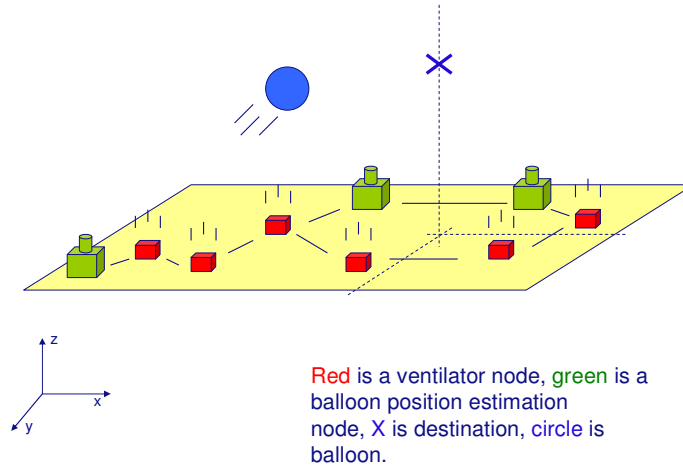 z
x
y
Red is a ventilator node, green is a
balloon position estimation
node, X is destination, circle is
balloon.